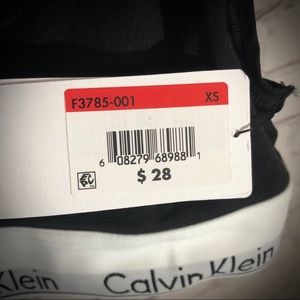 F3785-001 XS
6 08279 68988 1
$ 28
Klein Calvin Klein